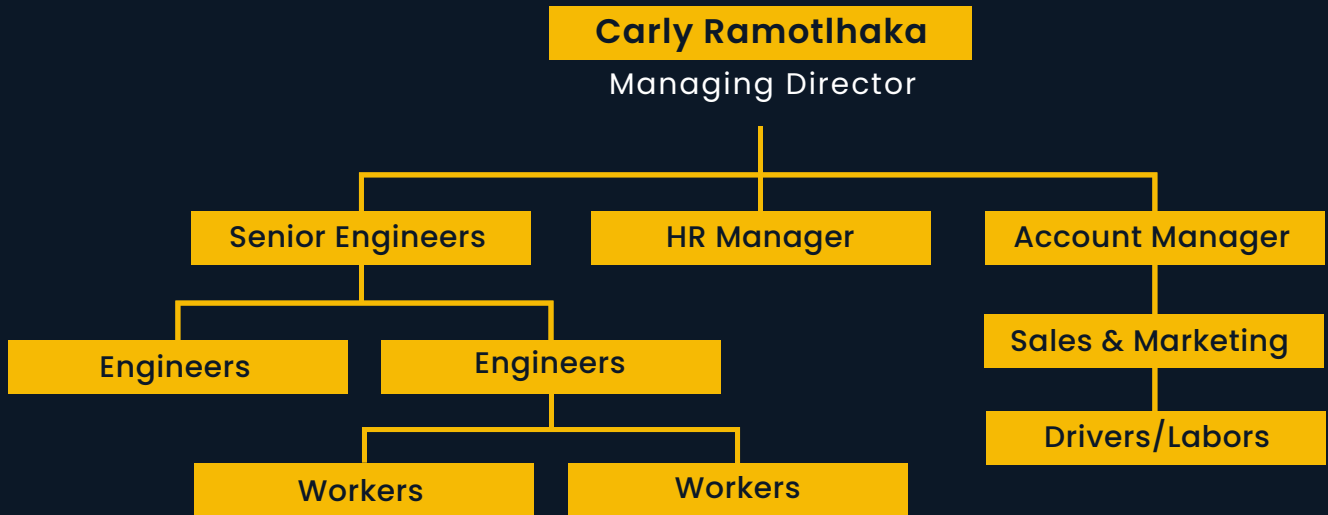 Carly Ramotlhaka
Managing Director
Senior Engineers
HR Manager
Account Manager
Engineers
Engineers
Sales & Marketing
Drivers/Labors
Workers
Workers